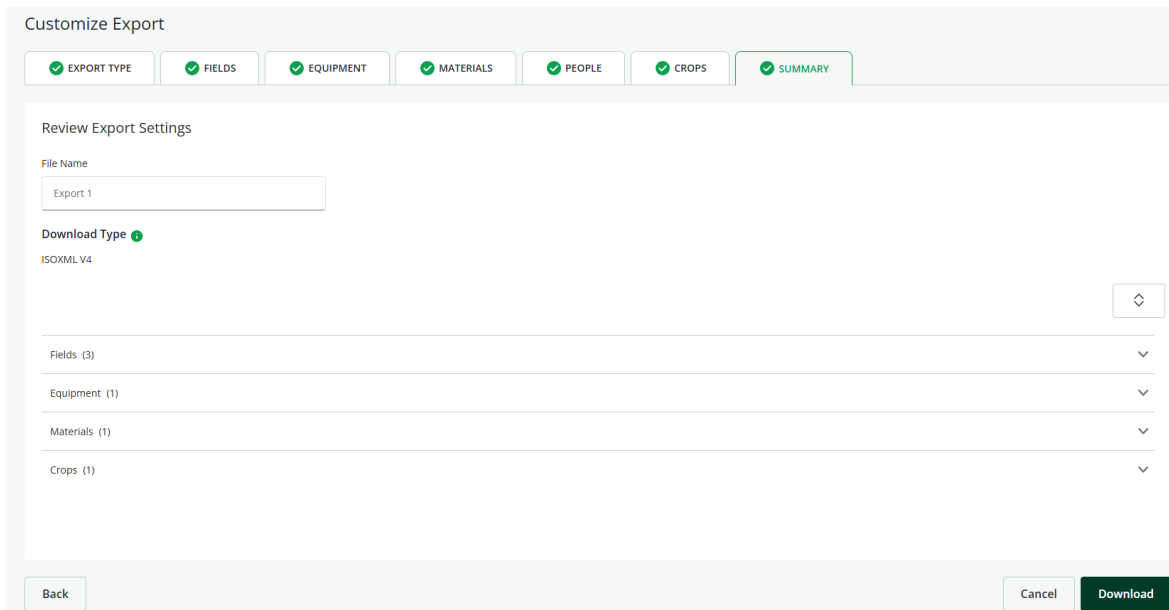 Customize Export
EXPORT TYPE
FIELDS
EQUIPMENT
MATERIALS
PEOPLE
CROPS
SUMMARY
Review Export Settings
File Name
Export 1
Download Type
ISOXML V4
Fields (3)
Equipment (1)
Materials (1)
Crops (1)
Back
Cancel
Download